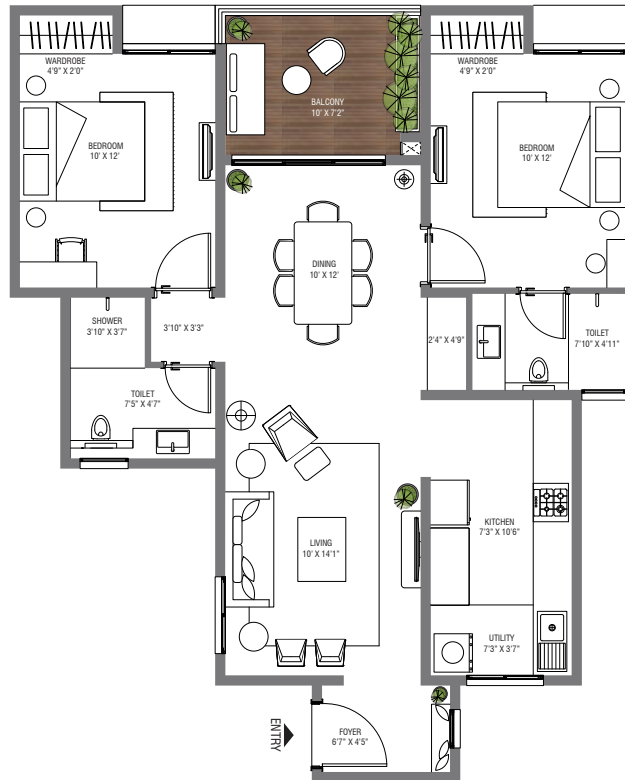 WARDROBE
4'9" X 2'0"
WARDROBE
4'9" X 2'0"
BALCONY
10' X 7'2"
BEDROOM
10' X 12'
BEDROOM
10' X 12'
DINING
10' X 12'
SHOWER
3'10" X 3'7"
3'10" X 3'3"
2'4" X 4'9"
TOILET
7'10" X 4'11"
TOILET
7'5" X 4'7"
KITCHEN
7'3" X 10'6"
LIVING
10' X 14'1"
UTILITY
7'3" X 3'7"
ENTRY
FOYER
6'7" X 4'5"